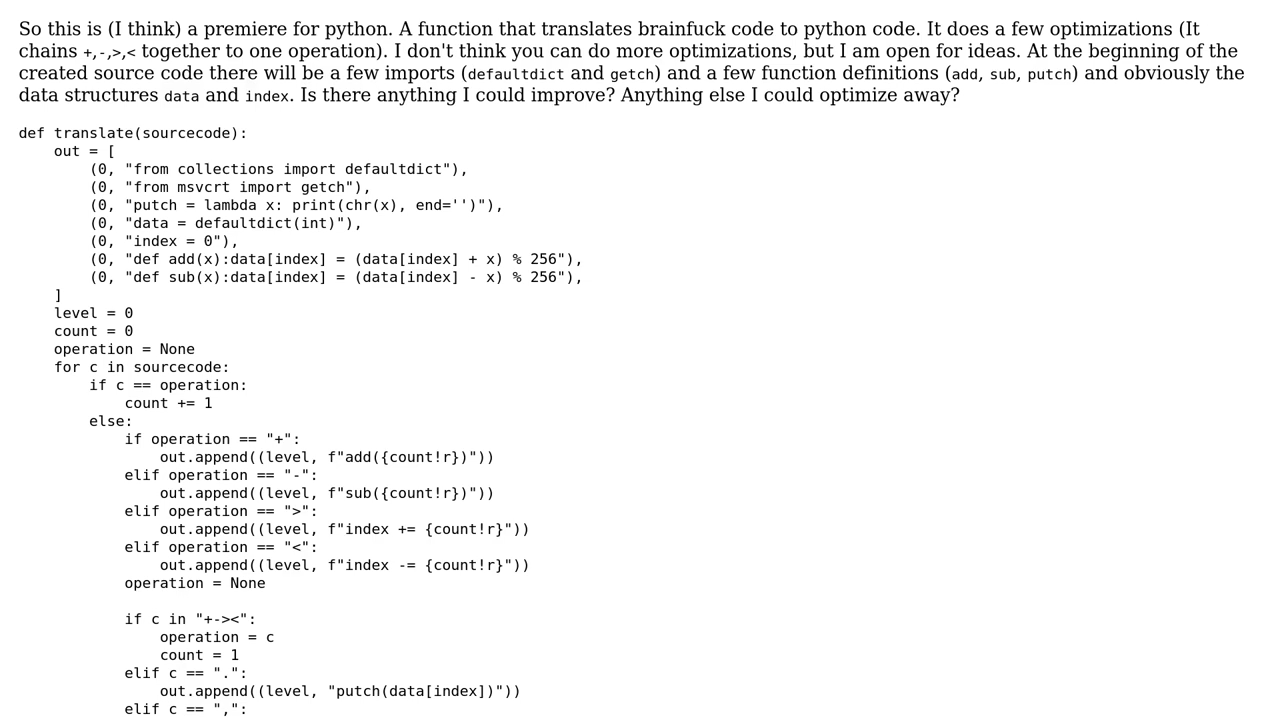 So this is (I think) a premiere for python. A function that translates brainfuck code to python code. It does a few optimizations (It
chains +,-,>,< together to one operation). I don't think you can do more optimizations, but I am open for ideas. At the beginning of the
created source code there will be a few imports (defaultdict and getch) and a few function definitions (add, sub, putch) and obviously the
data structures data and index. Is there anything I could improve? Anything else I could optimize away?
def translate(sourcecode):
    out = [
        (0, "from collections import defaultdict"),
        (0, "from msvcrt import getch"),
        (0, "putch = lambda x: print(chr(x), end='')"),
        (0, "data = defaultdict(int)"),
        (0, "index = 0"),
        (0, "def add(x):data[index] = (data[index] + x) % 256"),
        (0, "def sub(x):data[index] = (data[index] - x) % 256"),
    ]
    level = 0
    count = 0
    operation = None
    for c in sourcecode:
        if c == operation:
            count += 1
        else:
            if operation == "+":
                out.append((level, f"add({count!r})"))
            elif operation == "-":
                out.append((level, f"sub({count!r})"))
            elif operation == ">":
                out.append((level, f"index += {count!r}"))
            elif operation == "<":
                out.append((level, f"index -= {count!r}"))
            operation = None
            if c in "+-><":
                operation = c
                count = 1
            elif c == ".":
                out.append((level, "putch(data[index])"))
            elif c == ",":